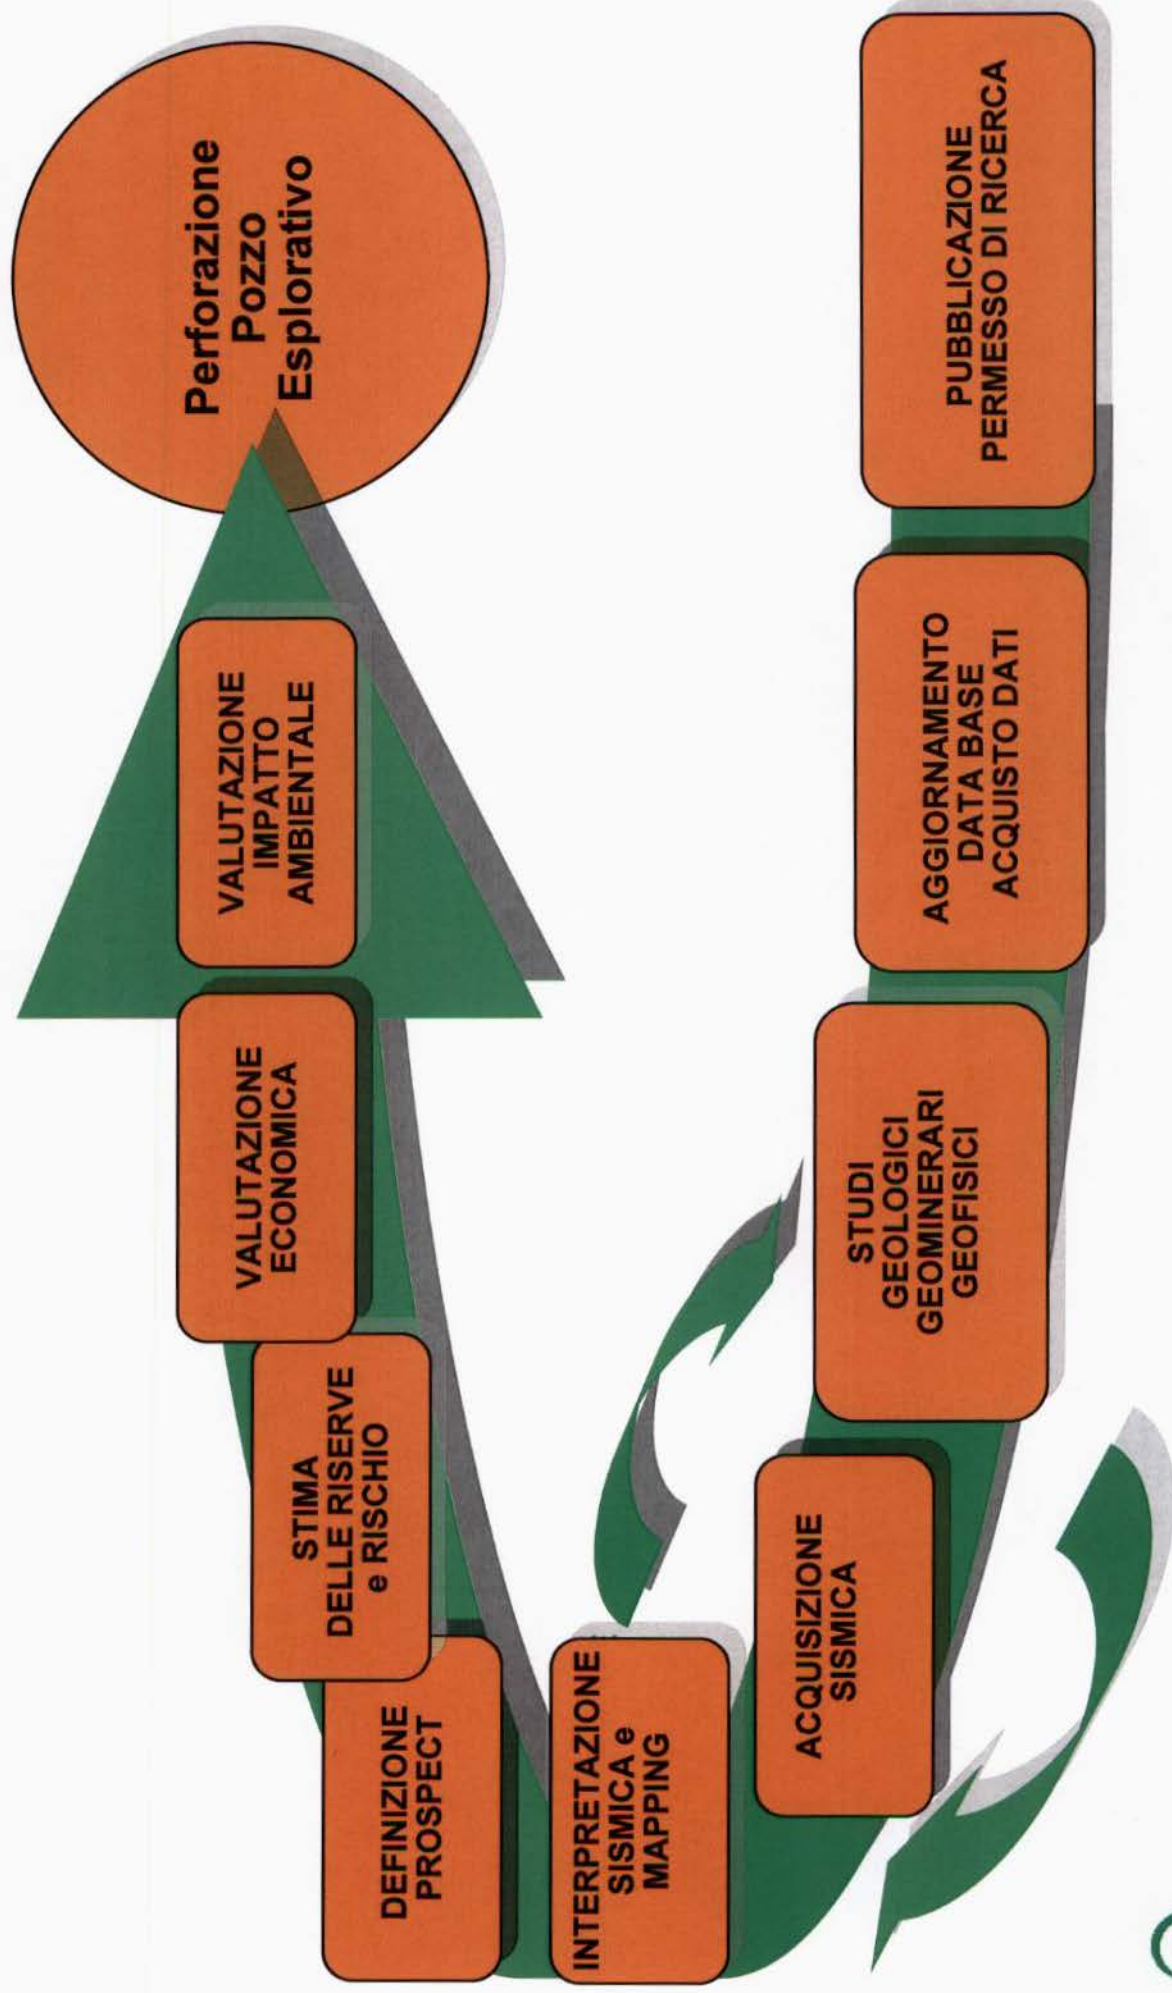 PUBBLICAZIONE
PERMESSO DI RICERCA
AGGIORNAMENTO
DATA BASE
ACQUISTO DATI
STUDI
GEOLOGICI
GEOMINERARI
GEOFISICI
ACQUISIZIONE
SISMICA
INTERPRETAZIONE
SISMICA e
MAPPING
DEFINIZIONE
PROSPECT
STIMA
DELLE RISERVE
e RISCHIO
VALUTAZIONE
ECONOMICA
VALUTAZIONE
IMPATTO
AMBIENTALE
Perforazione
Pozzo
Esplorativo